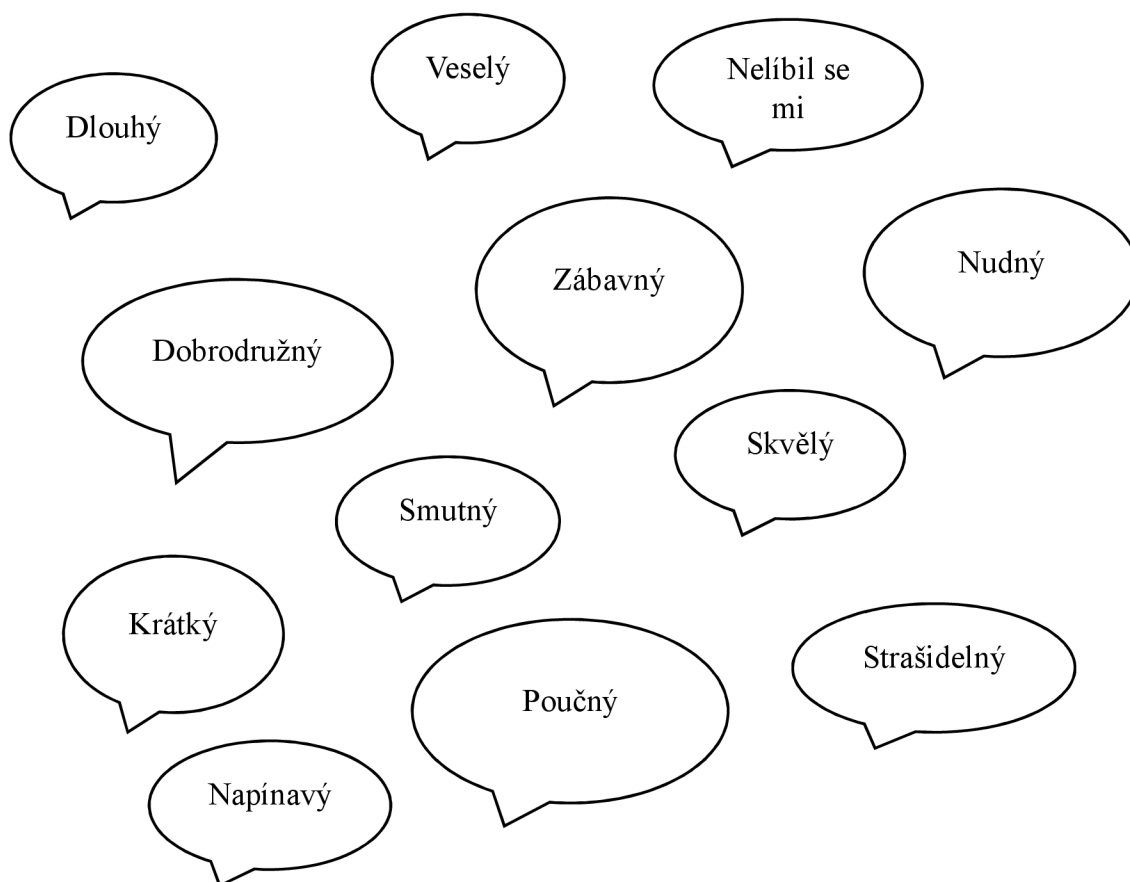 Veselý
Nelíbil se
mi
Dlouhý
Zábavný
Nudný
Dobrodružný
Skvělý
Smutný
Krátký
Strašidelný
Poučný
Napínavý